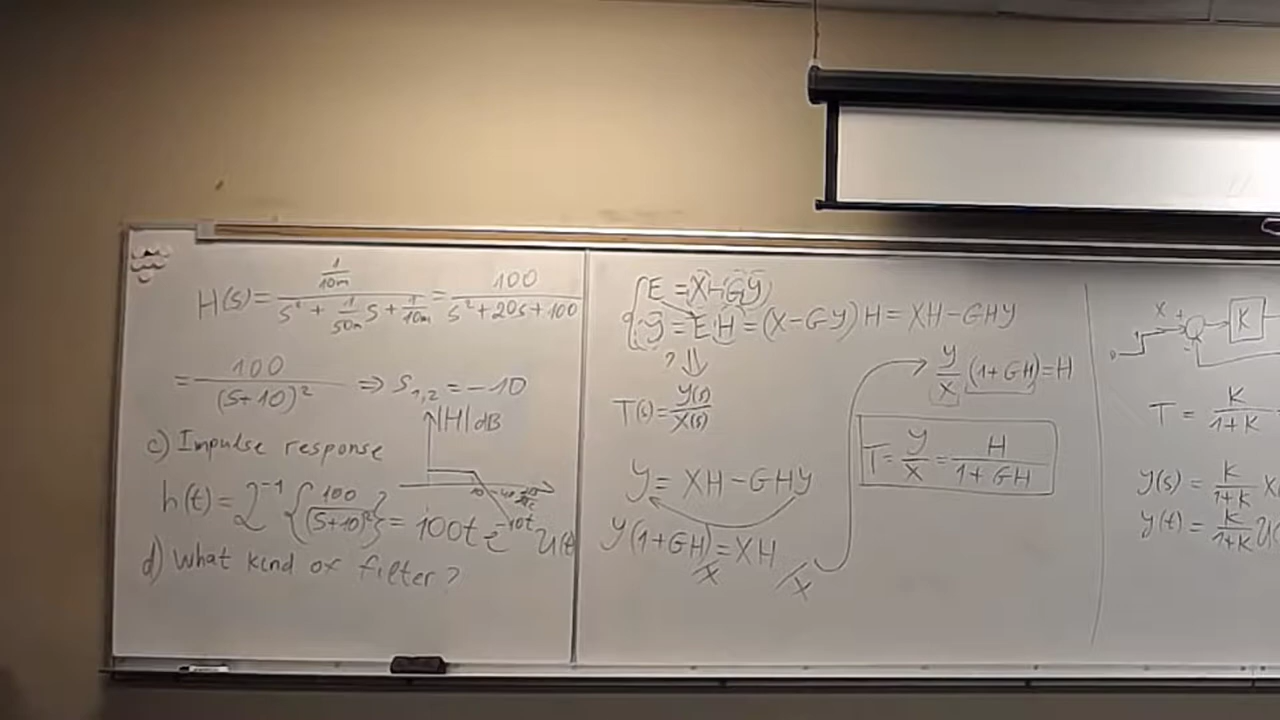 H(s) = (1/10m) / (s² + 1/50m s + 1/10m) = 100 / (s² + 20s + 100)
= 100 / (s+10)² ⇒ s₁,₂ = -10
|H| dB
c) Impulse response
h(t) = ℒ⁻¹ {100 / (s+10)²} = 100t e^(-10t) u(t)
d) What kind of filter?
E = X - GY
Y = EH = (X - GY) H = XH - GHY
? ⇓
T(s) = Y(s) / X(s)
Y = XH - GHY
Y(1+GH) = XH
/X /X
Y/X (1+GH) = H
T = Y/X = H / (1+GH)
X + - K
T = K / (1+K)
Y(s) = K / (1+K) X
y(t) = K / (1+K) u(